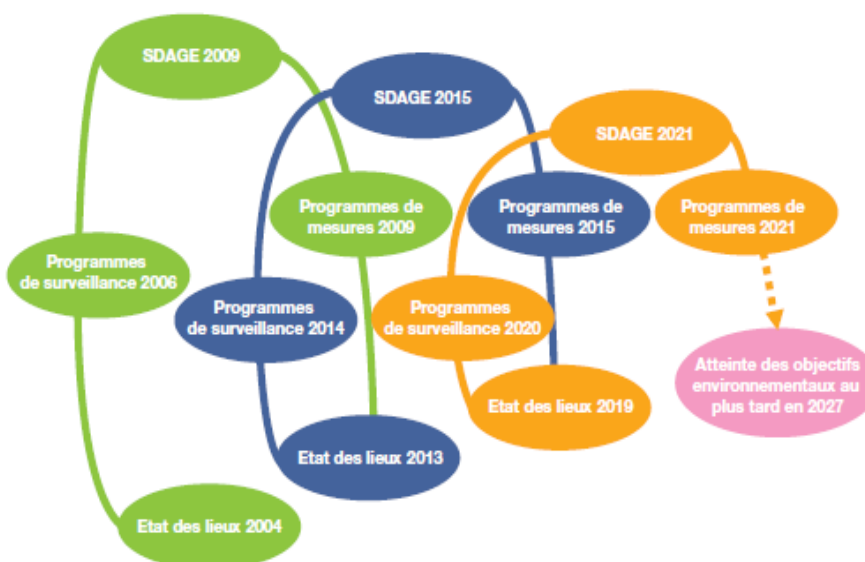 SDAGE 2009
SDAGE 2015
SDAGE 2021
Programmes de
mesures 2009
Programmes de
mesures 2015
Programmes de
mesures 2021
Programmes
de surveillance 2006
Programmes
de surveillance 2014
Programmes
de surveillance 2020
Atteinte des objectifs
environnementaux au
plus tard en 2027
Etat des lieux 2019
Etat des lieux 2013
Etat des lieux 2004